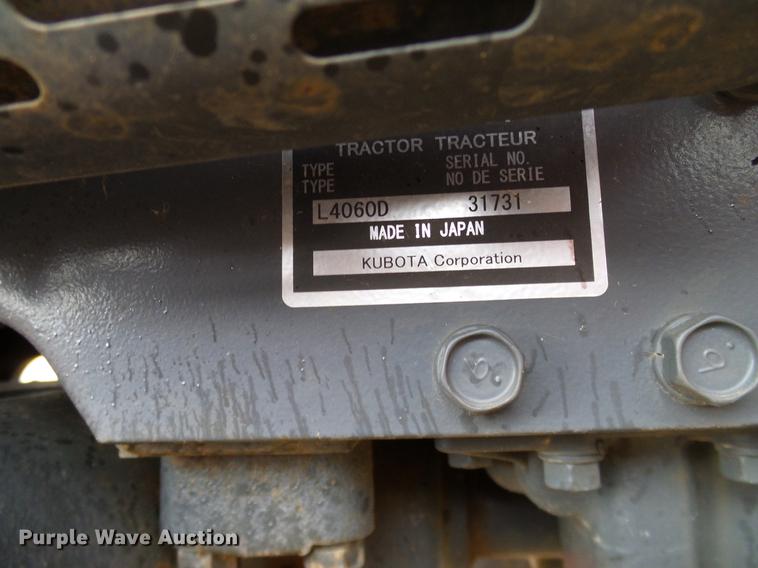 TRACTOR TRACTEUR
TYPE SERIAL NO.
TYPE NO DE SERIE
L4060D 31731
MADE IN JAPAN
KUBOTA Corporation
Purple Wave Auction